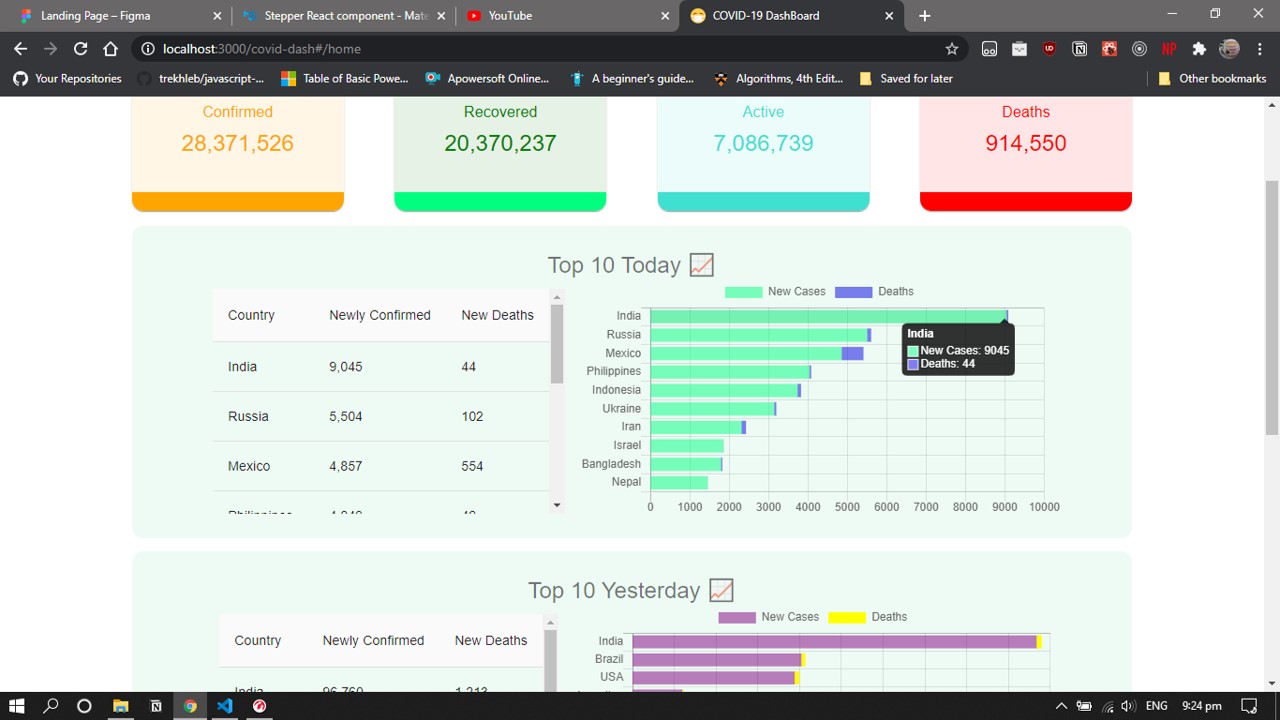 Landing Page – Figma
Stepper React component - Mate
YouTube
COVID-19 DashBoard
localhost:3000/covid-dash#/home
Your Repositories
trekhleb/javascript-...
Table of Basic Powe...
Apowersoft Online...
A beginner's guide...
Algorithms, 4th Edit...
Saved for later
Other bookmarks
Confirmed
28,371,526
Recovered
20,370,237
Active
7,086,739
Deaths
914,550
Top 10 Today
Country Newly Confirmed New Deaths
India 9,045 44
Russia 5,504 102
Mexico 4,857 554
New Cases Deaths
India
Russia
Mexico
Philippines
Indonesia
Ukraine
Iran
Israel
Bangladesh
Nepal
0 1000 2000 3000 4000 5000 6000 7000 8000 9000 10000
India
New Cases: 9045
Deaths: 44
Top 10 Yesterday
Country Newly Confirmed New Deaths
India 96,760 1,213
New Cases Deaths
India
Brazil
USA
ENG
9:24 pm